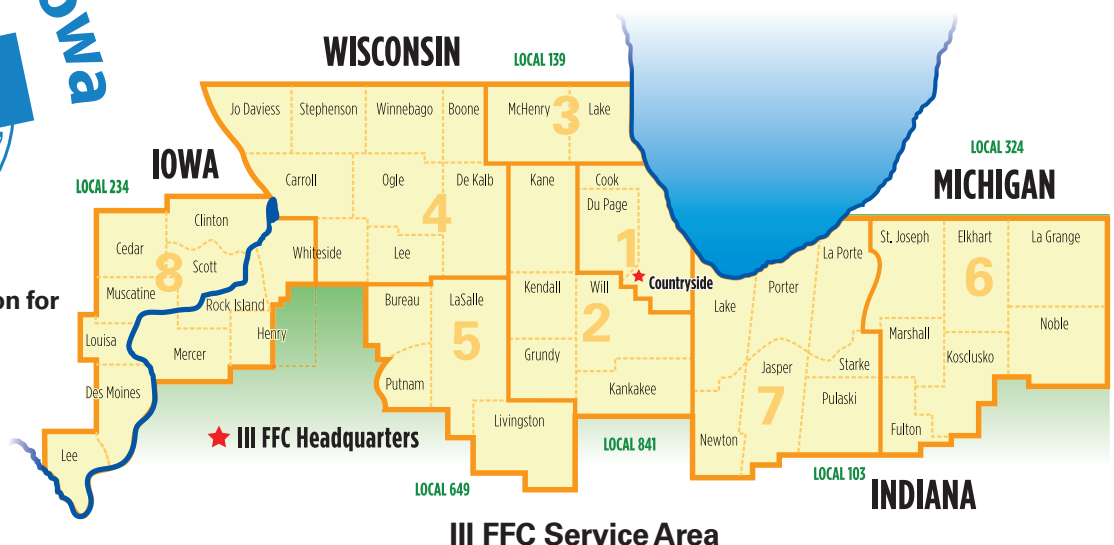 owa
on for
WISCONSIN
LOCAL 139
IOWA
LOCAL 234
LOCAL 324
MICHIGAN
Jo Daviess
Stephenson
Winnebago
Boone
McHenry
3
Lake
Carroll
Ogle
De Kalb
4
Kane
Cook
Du Page
1
Countryside
Clinton
Cedar
8
Scott
Whiteside
Lee
Muscatine
Rock Island
Louisa
Henry
Mercer
Des Moines
Lee
Bureau
LaSalle
5
Putnam
Livingston
Kendall
Will
2
Grundy
Kankakee
Lake
Porter
La Porte
St. Joseph
Elkhart
La Grange
6
Noble
Marshall
Kosclusko
Fulton
Jasper
Starke
7
Pulaski
Newton
III FFC Headquarters
LOCAL 841
LOCAL 649
LOCAL 103
INDIANA
III FFC Service Area